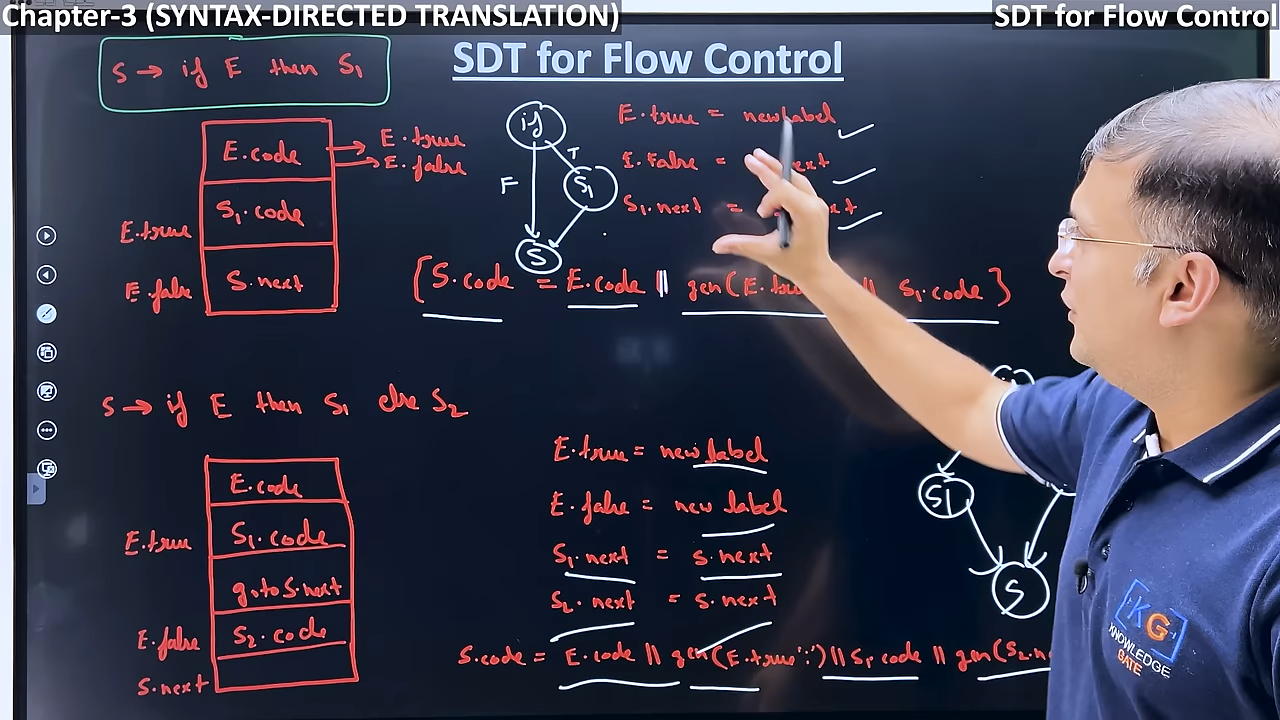 Chapter-3 (SYNTAX-DIRECTED TRANSLATION)
SDT for Flow Control
SDT for Flow Control
S → if E then S1
E.code
E.true
E.false
S1.code
E.true
S.next
E.false
if
T
F
S1
S
E.true = newlabel
E.false =
S1.next =
[S.code = E.code || gen(E. || S1.code]
S → if E then S1 else S2
E.code
E.true
S1.code
goto S.next
E.false
S2.code
S.next
E.true = new label
E.false = new label
S1.next = S.next
S2.next = S.next
S.code = E.code || gen(E.true':') || S1 code || gen(
S1
S
KG
KNOWLEDGE
GATE